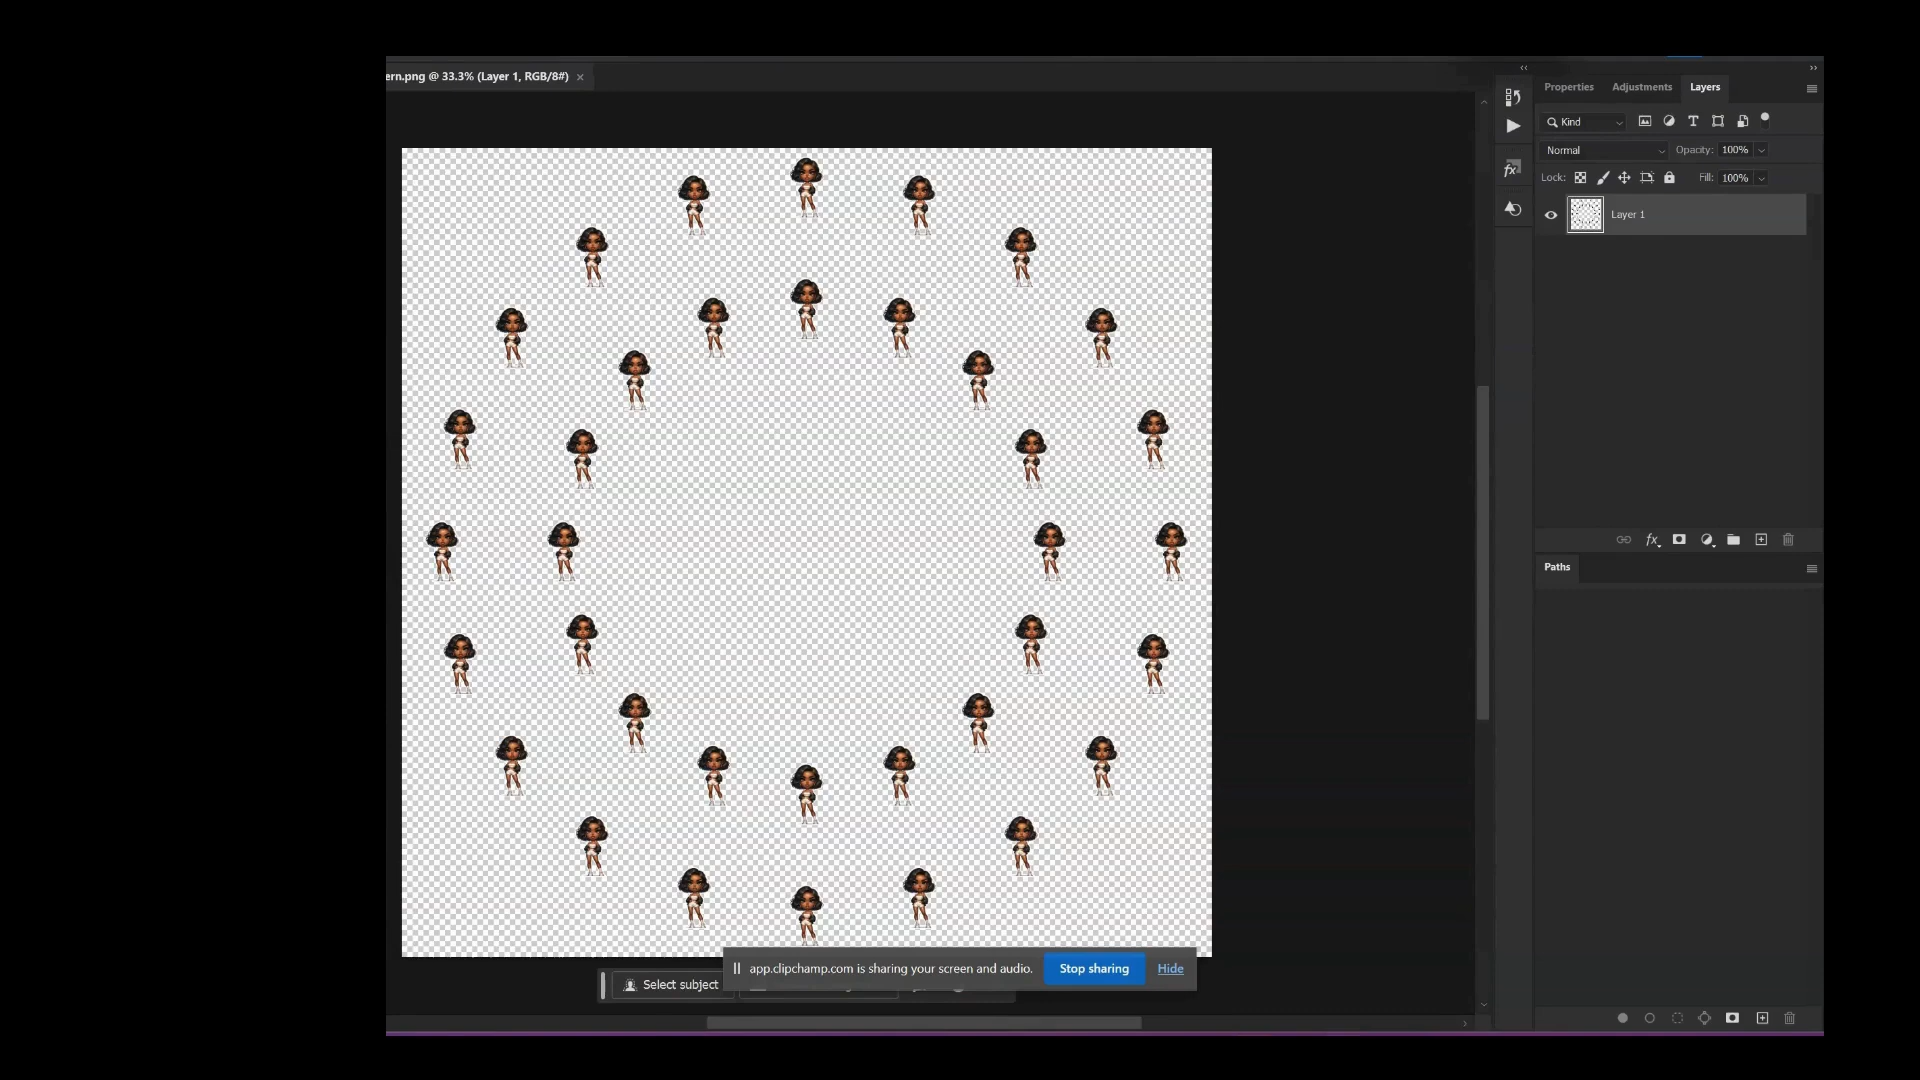 ern.png @ 33.3% (Layer 1, RGB/8#)
Properties Adjustments Layers
Kind
Normal Opacity: 100%
Lock: Fill: 100%
Layer 1
Paths
app.clipchamp.com is sharing your screen and audio. Stop sharing Hide
Select subject